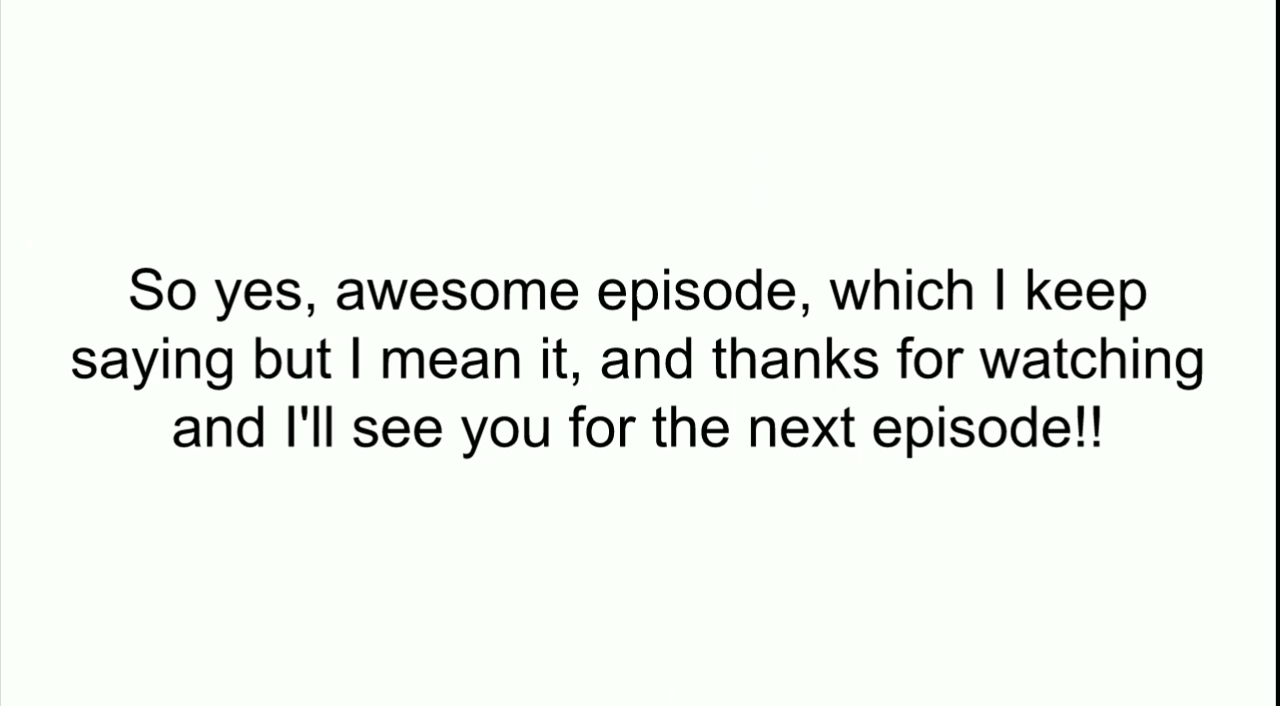 So yes, awesome episode, which I keep
saying but I mean it, and thanks for watching
and I'll see you for the next episode!!